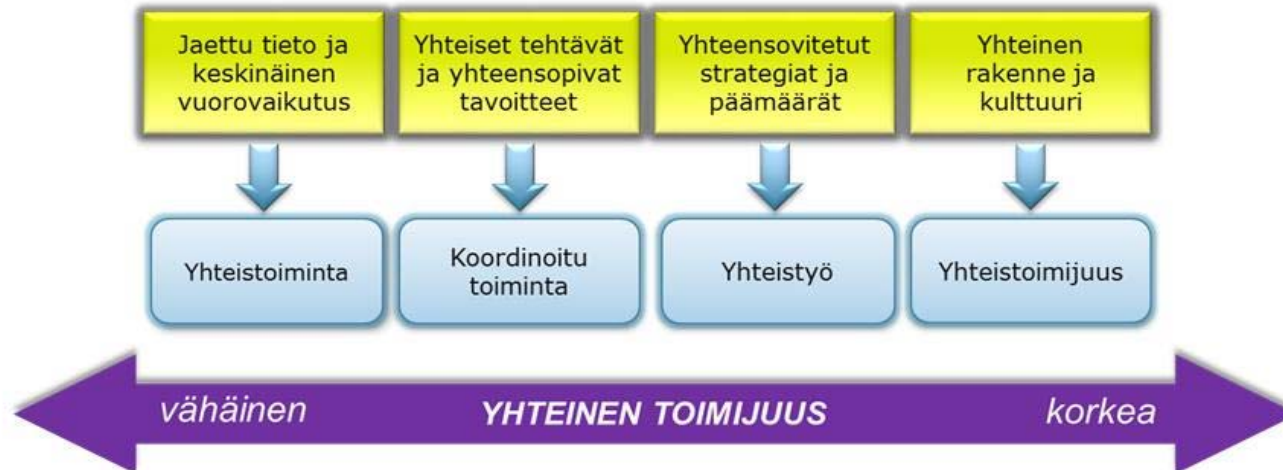 Jaettu tieto ja
keskinäinen
vuorovaikutus
Yhteiset tehtävät
ja yhteensopivat
tavoitteet
Yhteensovitetut
strategiat ja
päämäärät
Yhteinen
rakenne ja
kulttuuri
Yhteistoiminta
Koordinoitu
toiminta
Yhteistyö
Yhteistoimijuus
vähäinen
YHTEINEN TOIMIJUUS
korkea